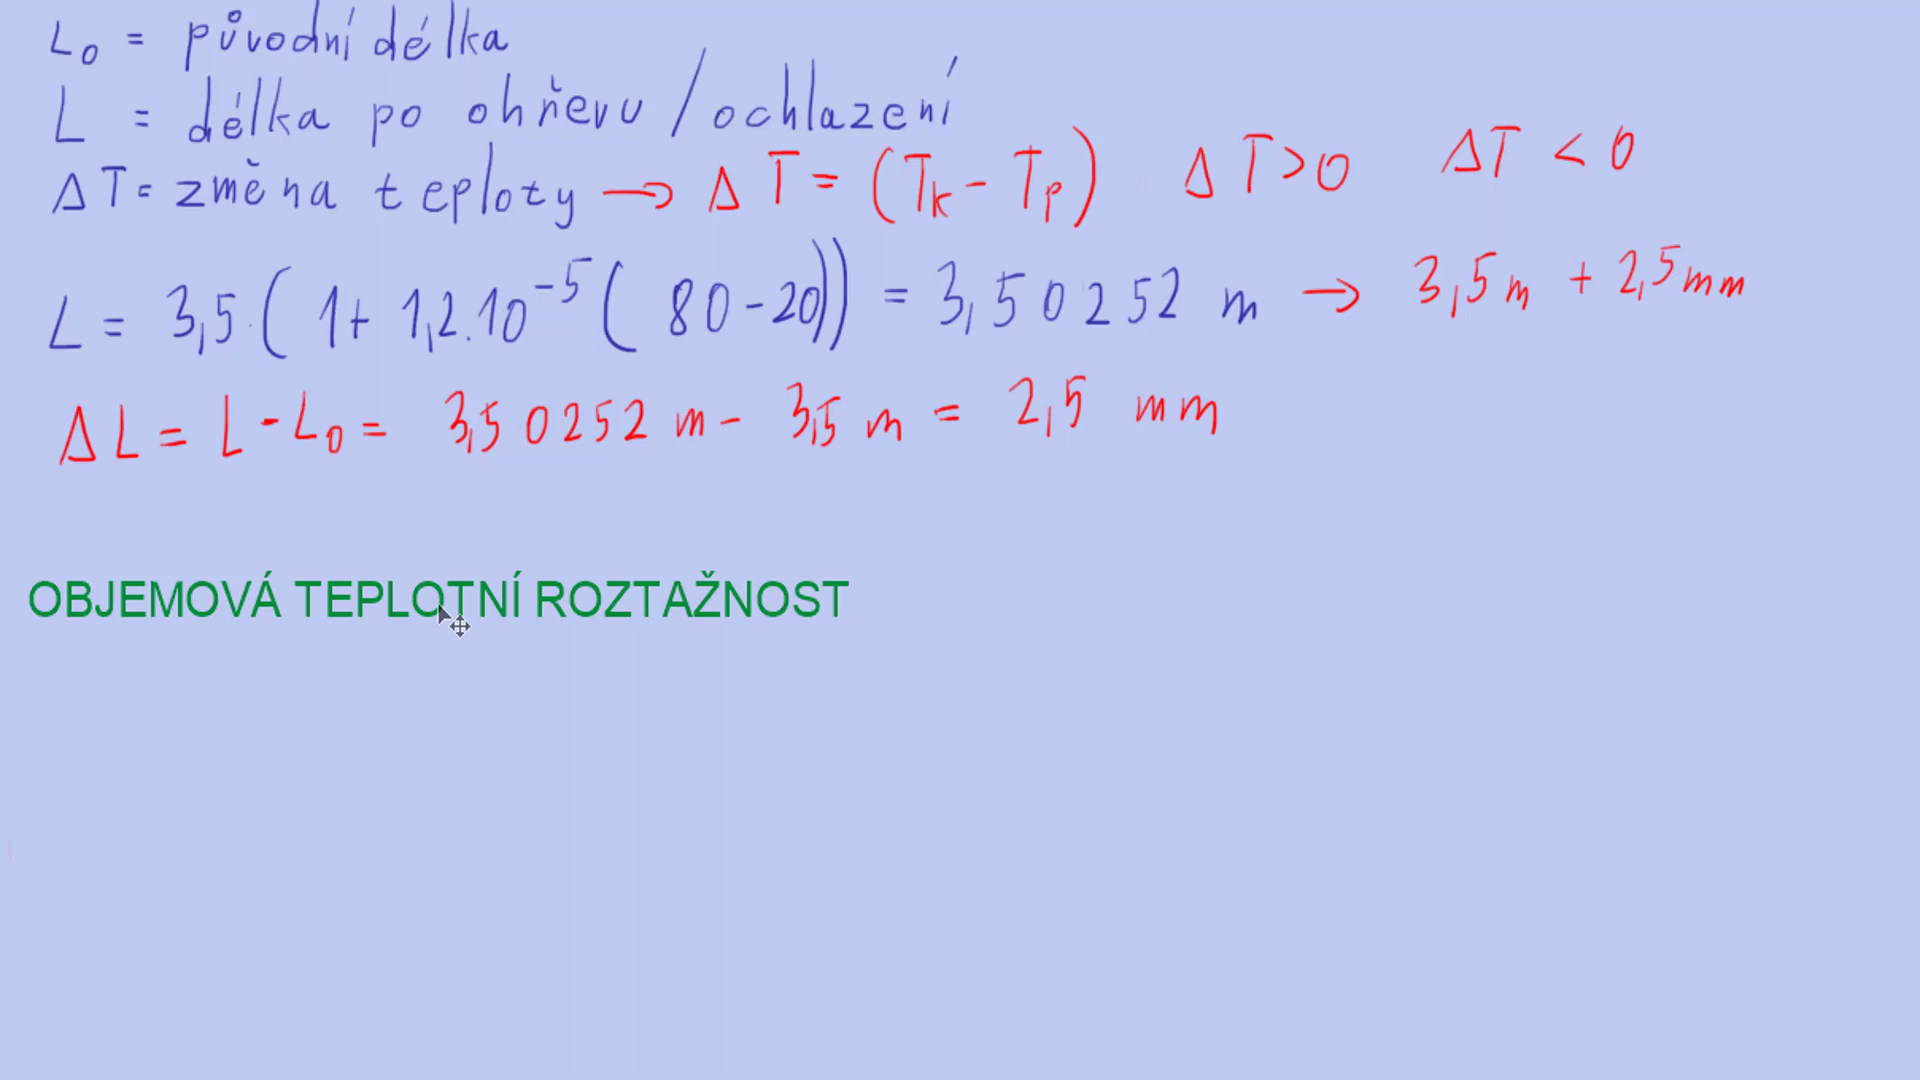 L₀ = původní délka
L = délka po ohřevu / ochlazení
ΔT = změna teploty → ΔT = (Tₖ - Tₚ) ΔT > 0 ΔT < 0
L = 3,5 · (1 + 1,2 . 10⁻⁵ (80 - 20)) = 3,50252 m → 3,5 m + 2,5 mm
ΔL = L - L₀ = 3,50252 m - 3,5 m = 2,5 mm
OBJEMOVÁ TEPLOTNÍ ROZTAŽNOST